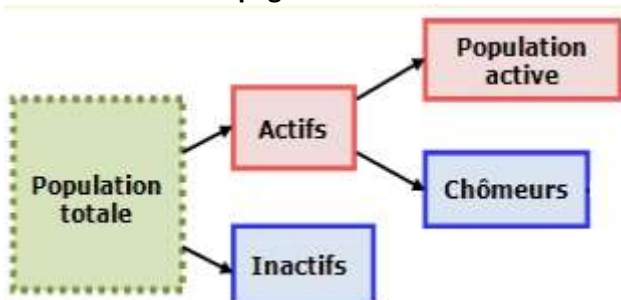 Population
active
Actifs
Population
totale
Chômeurs
Inactifs